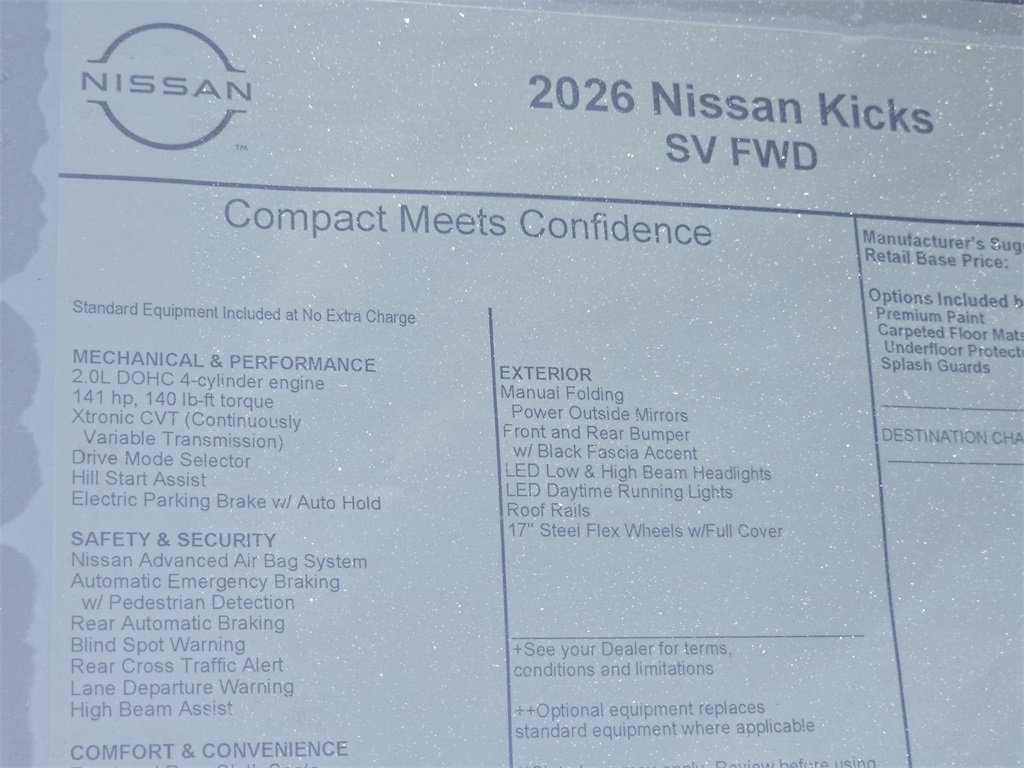 NISSAN
TM
2026 Nissan Kicks
SV FWD
Compact Meets Confidence
Standard Equipment Included at No Extra Charge
MECHANICAL & PERFORMANCE
2.0L DOHC 4-cylinder engine
141 hp, 140 lb-ft torque
Xtronic CVT (Continuously
Variable Transmission)
Drive Mode Selector
Hill Start Assist
Electric Parking Brake w/ Auto Hold
SAFETY & SECURITY
Nissan Advanced Air Bag System
Automatic Emergency Braking
w/ Pedestrian Detection
Rear Automatic Braking
Blind Spot Warning
Rear Cross Traffic Alert
Lane Departure Warning
High Beam Assist
COMFORT & CONVENIENCE
EXTERIOR
Manual Folding
Power Outside Mirrors
Front and Rear Bumper
w/ Black Fascia Accent
LED Low & High Beam Headlights
LED Daytime Running Lights
Roof Rails
17" Steel Flex Wheels w/Full Cover
+See your Dealer for terms,
conditions and limitations
++Optional equipment replaces
standard equipment where applicable
Review before using
Manufacturer's Sug
Retail Base Price:
Options Included
Premium Paint
Carpeted Floor Mats
Underfloor Protect
Splash Guards
DESTINATION CHA